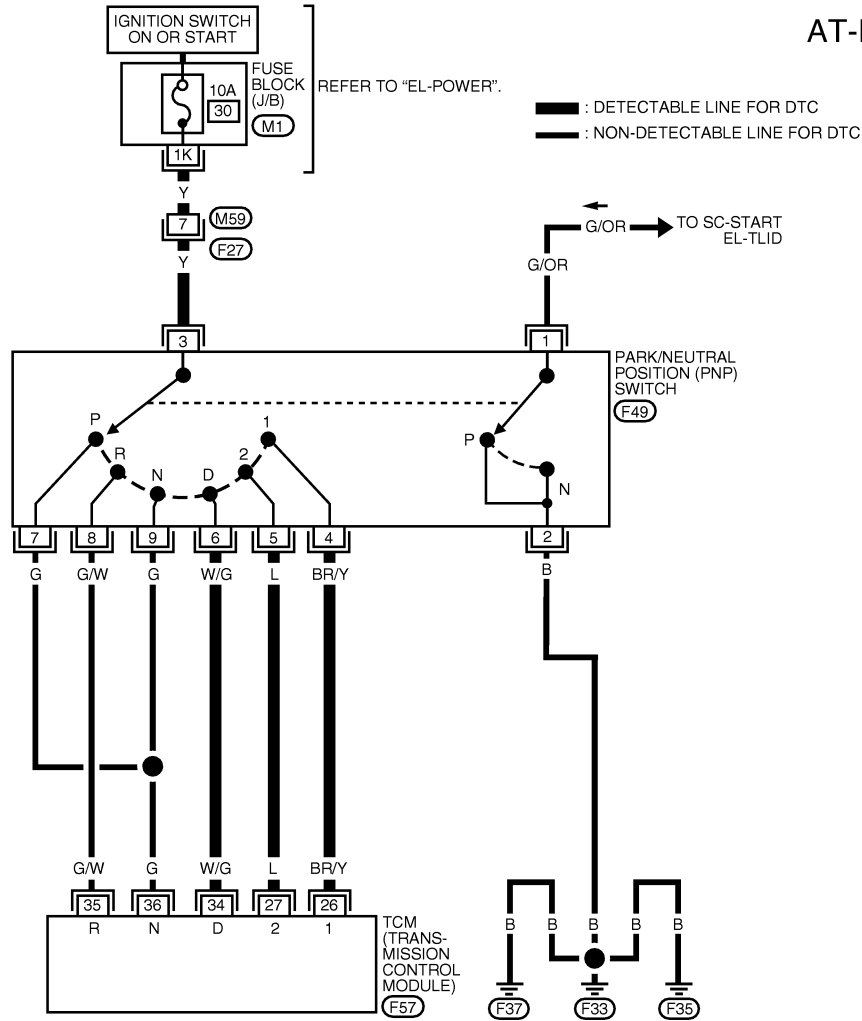 IGNITION SWITCH
ON OR START
AT-
FUSE
BLOCK
(J/B)
10A
30
M1
REFER TO "EL-POWER".
: DETECTABLE LINE FOR DTC
: NON-DETECTABLE LINE FOR DTC
1K
Y
7
M59
F27
Y
G/OR
TO SC-START
EL-TLID
G/OR
3
1
PARK/NEUTRAL
POSITION (PNP)
SWITCH
F49
P
R
N
D
2
1
P
N
7
8
9
6
5
4
2
G
G/W
G
W/G
L
BR/Y
B
G/W
G
W/G
L
BR/Y
35
36
34
27
26
R
N
D
2
1
TCM
(TRANS-
MISSION
CONTROL
MODULE)
F57
B
B
B
B
B
F37
F33
F35